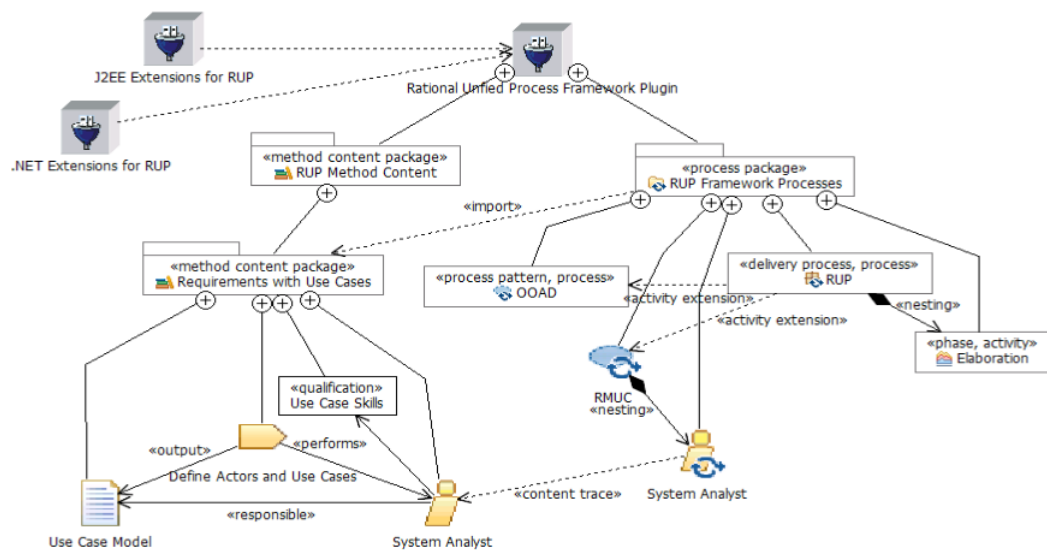 J2EE Extensions for RUP
Rational Unfied Process Framework Plugin
.NET Extensions for RUP
«method content package»
RUP Method Content
«process package»
RUP Framework Processes
«import»
«method content package»
Requirements with Use Cases
«process pattern, process»
OOAD
«delivery process, process»
RUP
«activity extension»
«nesting»
«activity extension»
«phase, activity»
Elaboration
«qualification»
Use Case Skills
RMUC
«nesting»
«output»
«performs»
Define Actors and Use Cases
«content trace»
System Analyst
«responsible»
Use Case Model
System Analyst